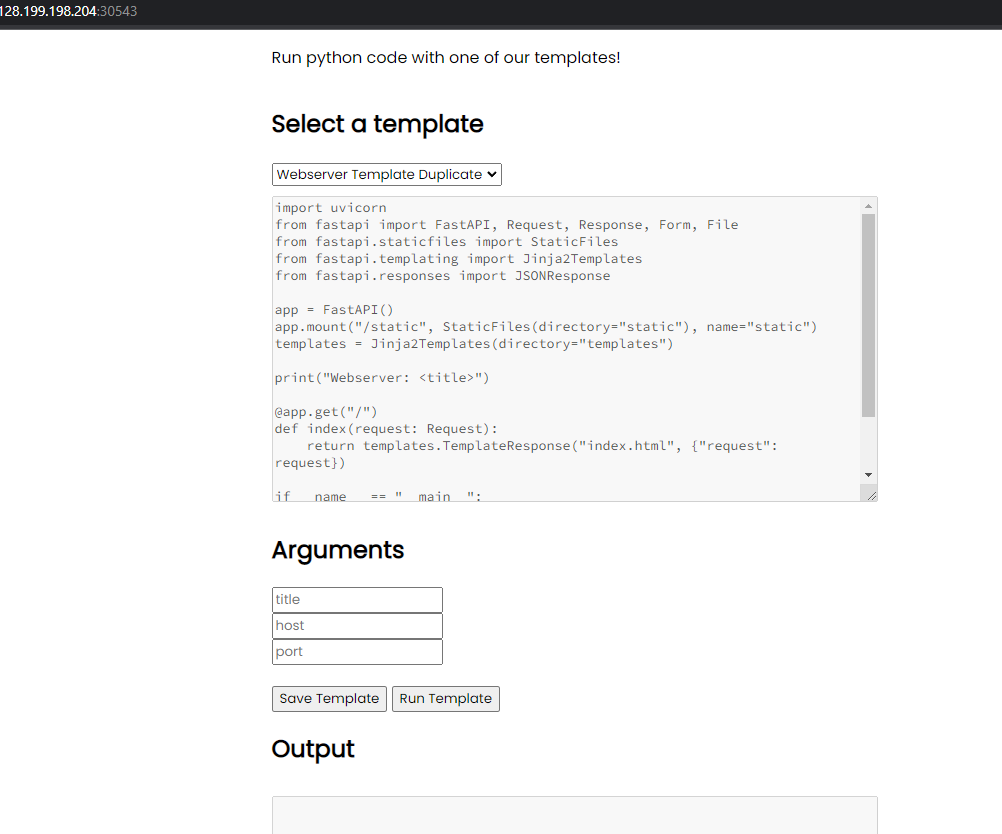 128.199.198.204:30543
Run python code with one of our templates!
Select a template
Webserver Template Duplicate
import uvicorn
from fastapi import FastAPI, Request, Response, Form, File
from fastapi.staticfiles import StaticFiles
from fastapi.templating import Jinja2Templates
from fastapi.responses import JSONResponse
app = FastAPI()
app.mount("/static", StaticFiles(directory="static"), name="static")
templates = Jinja2Templates(directory="templates")
print("Webserver: <title>")
@app.get("/")
def index(request: Request):
    return templates.TemplateResponse("index.html", {"request":
request})
if __name__ == "__main__":
Arguments
title
host
port
Save Template Run Template
Output